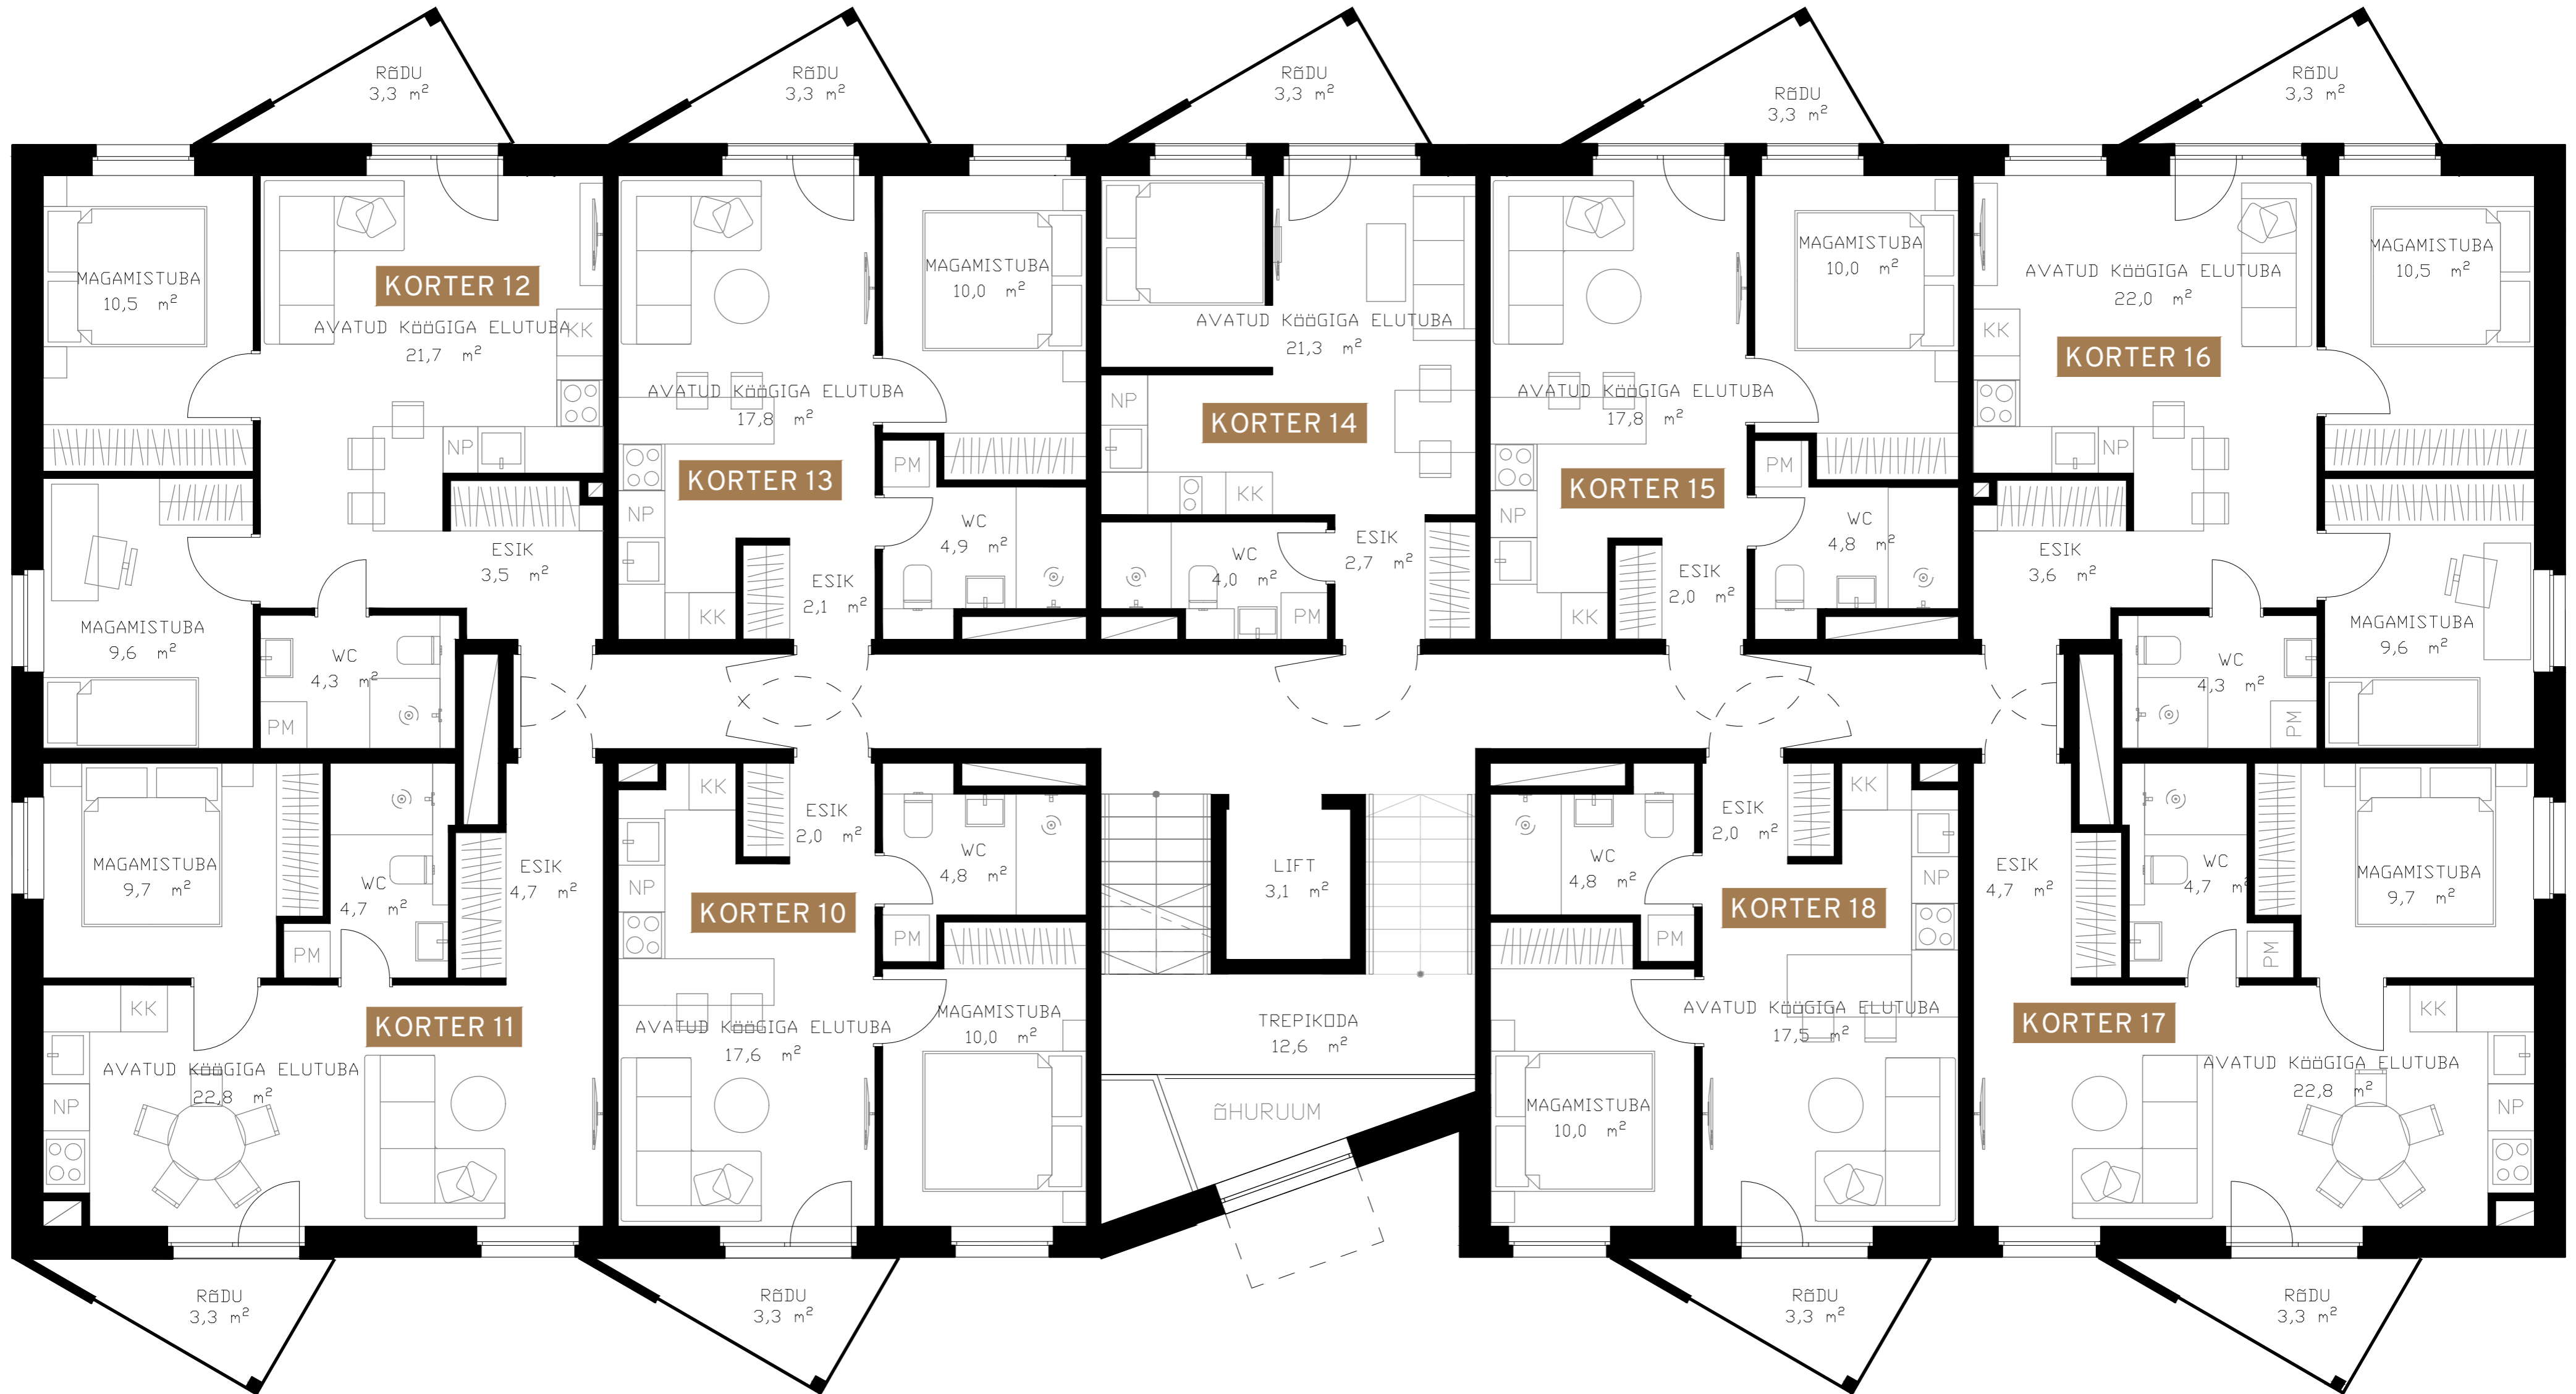 RõDU
3,3 m²
RõDU
3,3 m²
RõDU
3,3 m²
RõDU
3,3 m²
RõDU
3,3 m²
MAGAMISTUBA
10,5 m²
KORTER 12
AVATUD KööGIGA ELUTUBA
21,7 m²
KK
NP
ESIK
3,5 m²
MAGAMISTUBA
9,6 m²
WC
4,3 m²
PM
KORTER 13
AVATUD KööGIGA ELUTUBA
17,8 m²
MAGAMISTUBA
10,0 m²
NP
KK
PM
ESIK
2,1 m²
WC
4,9 m²
AVATUD KööGIGA ELUTUBA
21,3 m²
KORTER 14
NP
KK
WC
4,0 m²
PM
ESIK
2,7 m²
AVATUD KööGIGA ELUTUBA
17,8 m²
KORTER 15
MAGAMISTUBA
10,0 m²
NP
KK
PM
ESIK
2,0 m²
WC
4,8 m²
AVATUD KööGIGA ELUTUBA
22,0 m²
KORTER 16
KK
NP
MAGAMISTUBA
10,5 m²
ESIK
3,6 m²
MAGAMISTUBA
9,6 m²
WC
4,3 m²
PM
MAGAMISTUBA
9,7 m²
WC
4,7 m²
PM
ESIK
4,7 m²
KORTER 11
KK
AVATUD KööGIGA ELUTUBA
22,8 m²
NP
KK
ESIK
2,0 m²
NP
KORTER 10
WC
4,8 m²
PM
AVATUD KööGIGA ELUTUBA
17,6 m²
MAGAMISTUBA
10,0 m²
LIFT
3,1 m²
TREPIKODA
12,6 m²
õHURUUM
WC
4,8 m²
PM
ESIK
2,0 m²
KK
NP
KORTER 18
AVATUD KööGIGA ELUTUBA
17,5 m²
MAGAMISTUBA
10,0 m²
ESIK
4,7 m²
WC
4,7 m²
PM
MAGAMISTUBA
9,7 m²
KORTER 17
KK
AVATUD KööGIGA ELUTUBA
22,8 m²
NP
RõDU
3,3 m²
RõDU
3,3 m²
RõDU
3,3 m²
RõDU
3,3 m²